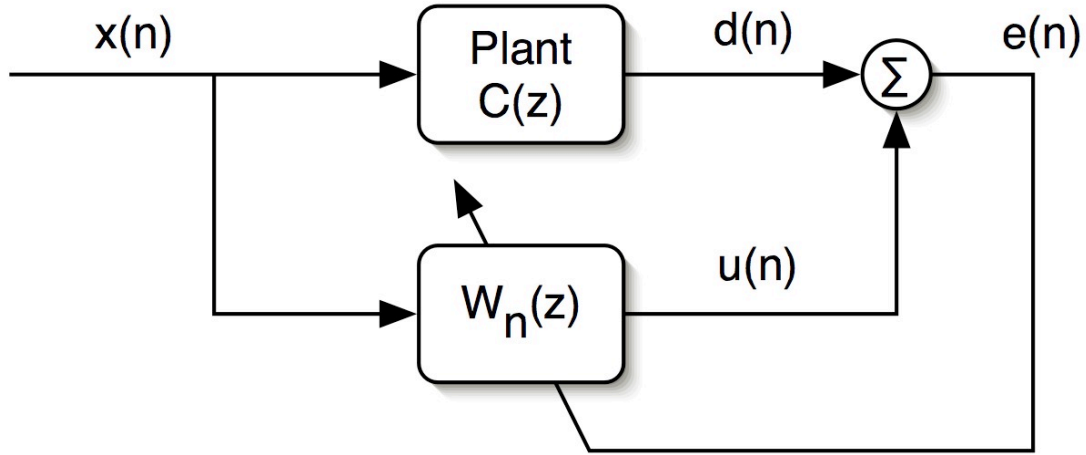 x(n)
Plant
C(z)
d(n)
Σ
e(n)
Wn(z)
u(n)